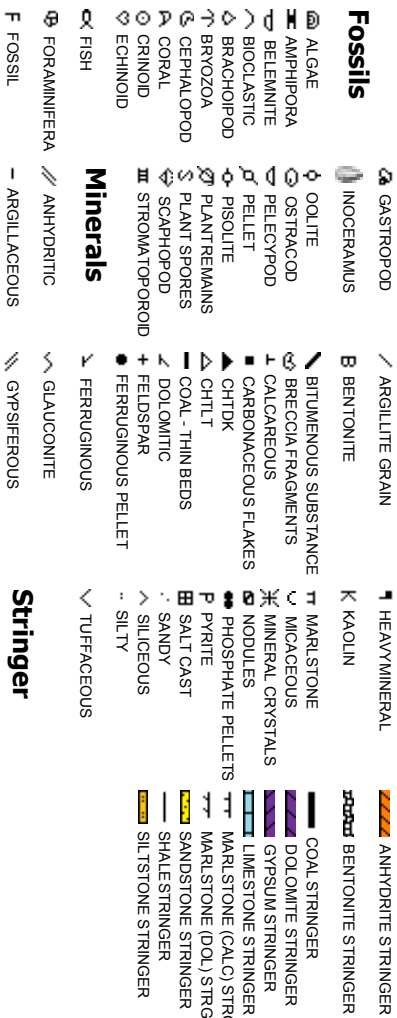 Fossils
ALGAE
AMPHIPORA
BELEMNITE
BIOCLASTIC
BRACHOIPOD
BRYOZOA
CEPHALOPOD
CORAL
CRINOID
ECHINOID
FISH
FORAMINIFERA
F FOSSIL
GASTROPOD
INOCERAMUS
OOLITE
OSTRACOD
PELECYPOD
PELLET
PISOLITE
PLANT REMAINS
PLANT SPORES
SCAPHOPOD
STROMATOPOROID
Minerals
ANHYDRITIC
ARGILLACEOUS
ARGILLITE GRAIN
B BENTONITE
BITUMENOUS SUBSTANCE
BRECCIA FRAGMENTS
CALCAREOUS
CARBONACEOUS FLAKES
CHTDK
CHTLT
COAL - THIN BEDS
DOLOMITIC
FELDSPAR
FERRUGINOUS PELLET
FERRUGINOUS
GLAUCONITE
GYPSIFEROUS
HEAVYMINERAL
K KAOLIN
MARLSTONE
MICACEOUS
MINERAL CRYSTALS
NODULES
PHOSPHATE PELLETS
P PYRITE
SALT CAST
SANDY
SILICEOUS
SILTY
TUFFACEOUS
Stringer
ANHYDRITE STRINGER
BENTONITE STRINGER
COAL STRINGER
DOLOMITE STRINGER
GYPSUM STRINGER
LIMESTONE STRINGER
MARLSTONE (CALC) STRG
MARLSTONE (DOL) STRG
SANDSTONE STRINGER
SHALE STRINGER
SILTSTONE STRINGER